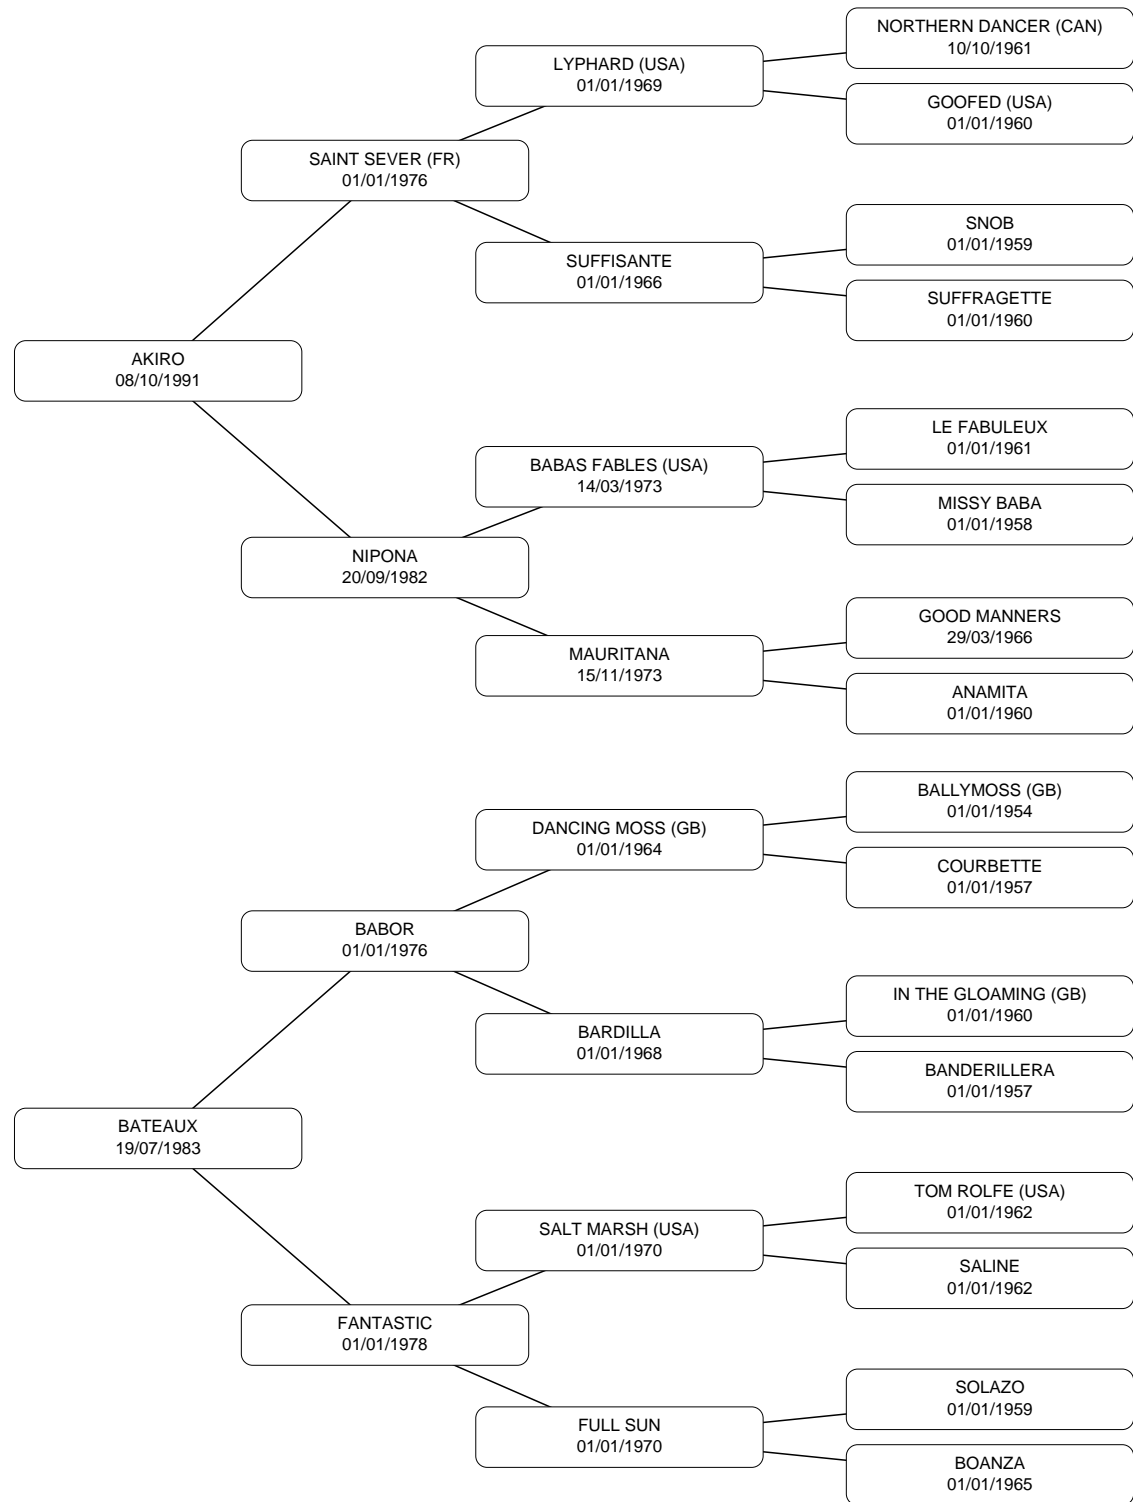 NORTHERN DANCER (CAN)
10/10/1961
LYPHARD (USA)
01/01/1969
GOOFED (USA)
01/01/1960
SAINT SEVER (FR)
01/01/1976
SNOB
01/01/1959
SUFFISANTE
01/01/1966
SUFFRAGETTE
01/01/1960
AKIRO
08/10/1991
LE FABULEUX
01/01/1961
BABAS FABLES (USA)
14/03/1973
MISSY BABA
01/01/1958
NIPONA
20/09/1982
GOOD MANNERS
29/03/1966
MAURITANA
15/11/1973
ANAMITA
01/01/1960
BALLYMOSS (GB)
01/01/1954
DANCING MOSS (GB)
01/01/1964
COURBETTE
01/01/1957
BABOR
01/01/1976
IN THE GLOAMING (GB)
01/01/1960
BARDILLA
01/01/1968
BANDERILLERA
01/01/1957
BATEAUX
19/07/1983
TOM ROLFE (USA)
01/01/1962
SALT MARSH (USA)
01/01/1970
SALINE
01/01/1962
FANTASTIC
01/01/1978
SOLAZO
01/01/1959
FULL SUN
01/01/1970
BOANZA
01/01/1965